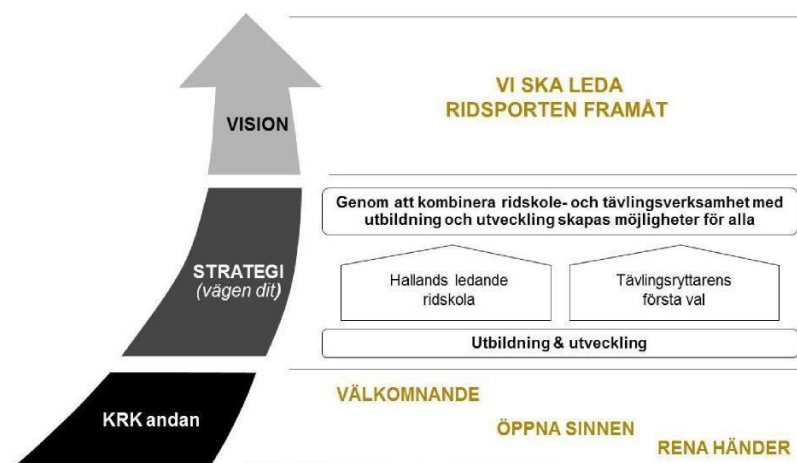 VISION
VI SKA LEDA
RIDSPORTEN FRAMÅT
Genom att kombinera ridskole- och tävlingsverksamhet med
utbildning och utveckling skapas möjligheter för alla
STRATEGI
(vägen dit)
Hallands ledande
ridskola
Tävlingsryttarens
första val
Utbildning & utveckling
KRK andan
VÄLKOMNANDE
ÖPPNA SINNEN
RENA HÄNDER